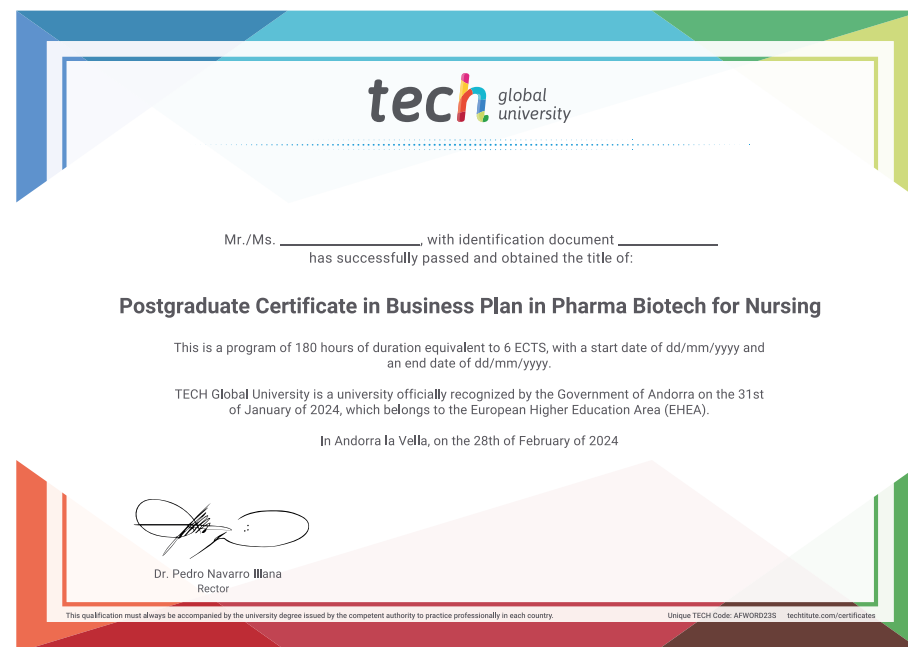 tech global university
Mr./Ms. ____________________, with identification document ______________
has successfully passed and obtained the title of:
Postgraduate Certificate in Business Plan in Pharma Biotech for Nursing
This is a program of 180 hours of duration equivalent to 6 ECTS, with a start date of dd/mm/yyyy and
an end date of dd/mm/yyyy.
TECH Global University is a university officially recognized by the Government of Andorra on the 31st
of January of 2024, which belongs to the European Higher Education Area (EHEA).
In Andorra la Vella, on the 28th of February of 2024
Dr. Pedro Navarro Illana
Rector
This qualification must always be accompanied by the university degree issued by the competent authority to practice professionally in each country. Unique TECH Code: AFWORD23S techtitute.com/certificates